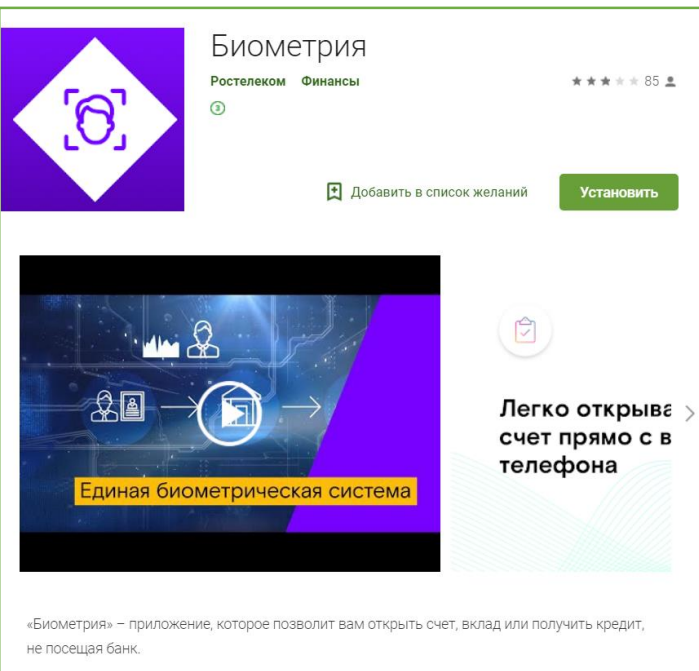 Биометрия
Ростелеком Финансы
85
3
Добавить в список желаний
Установить
Единая биометрическая система
Легко открыва
счет прямо с в
телефона
«Биометрия» – приложение, которое позволит вам открыть счет, вклад или получить кредит,
не посещая банк.